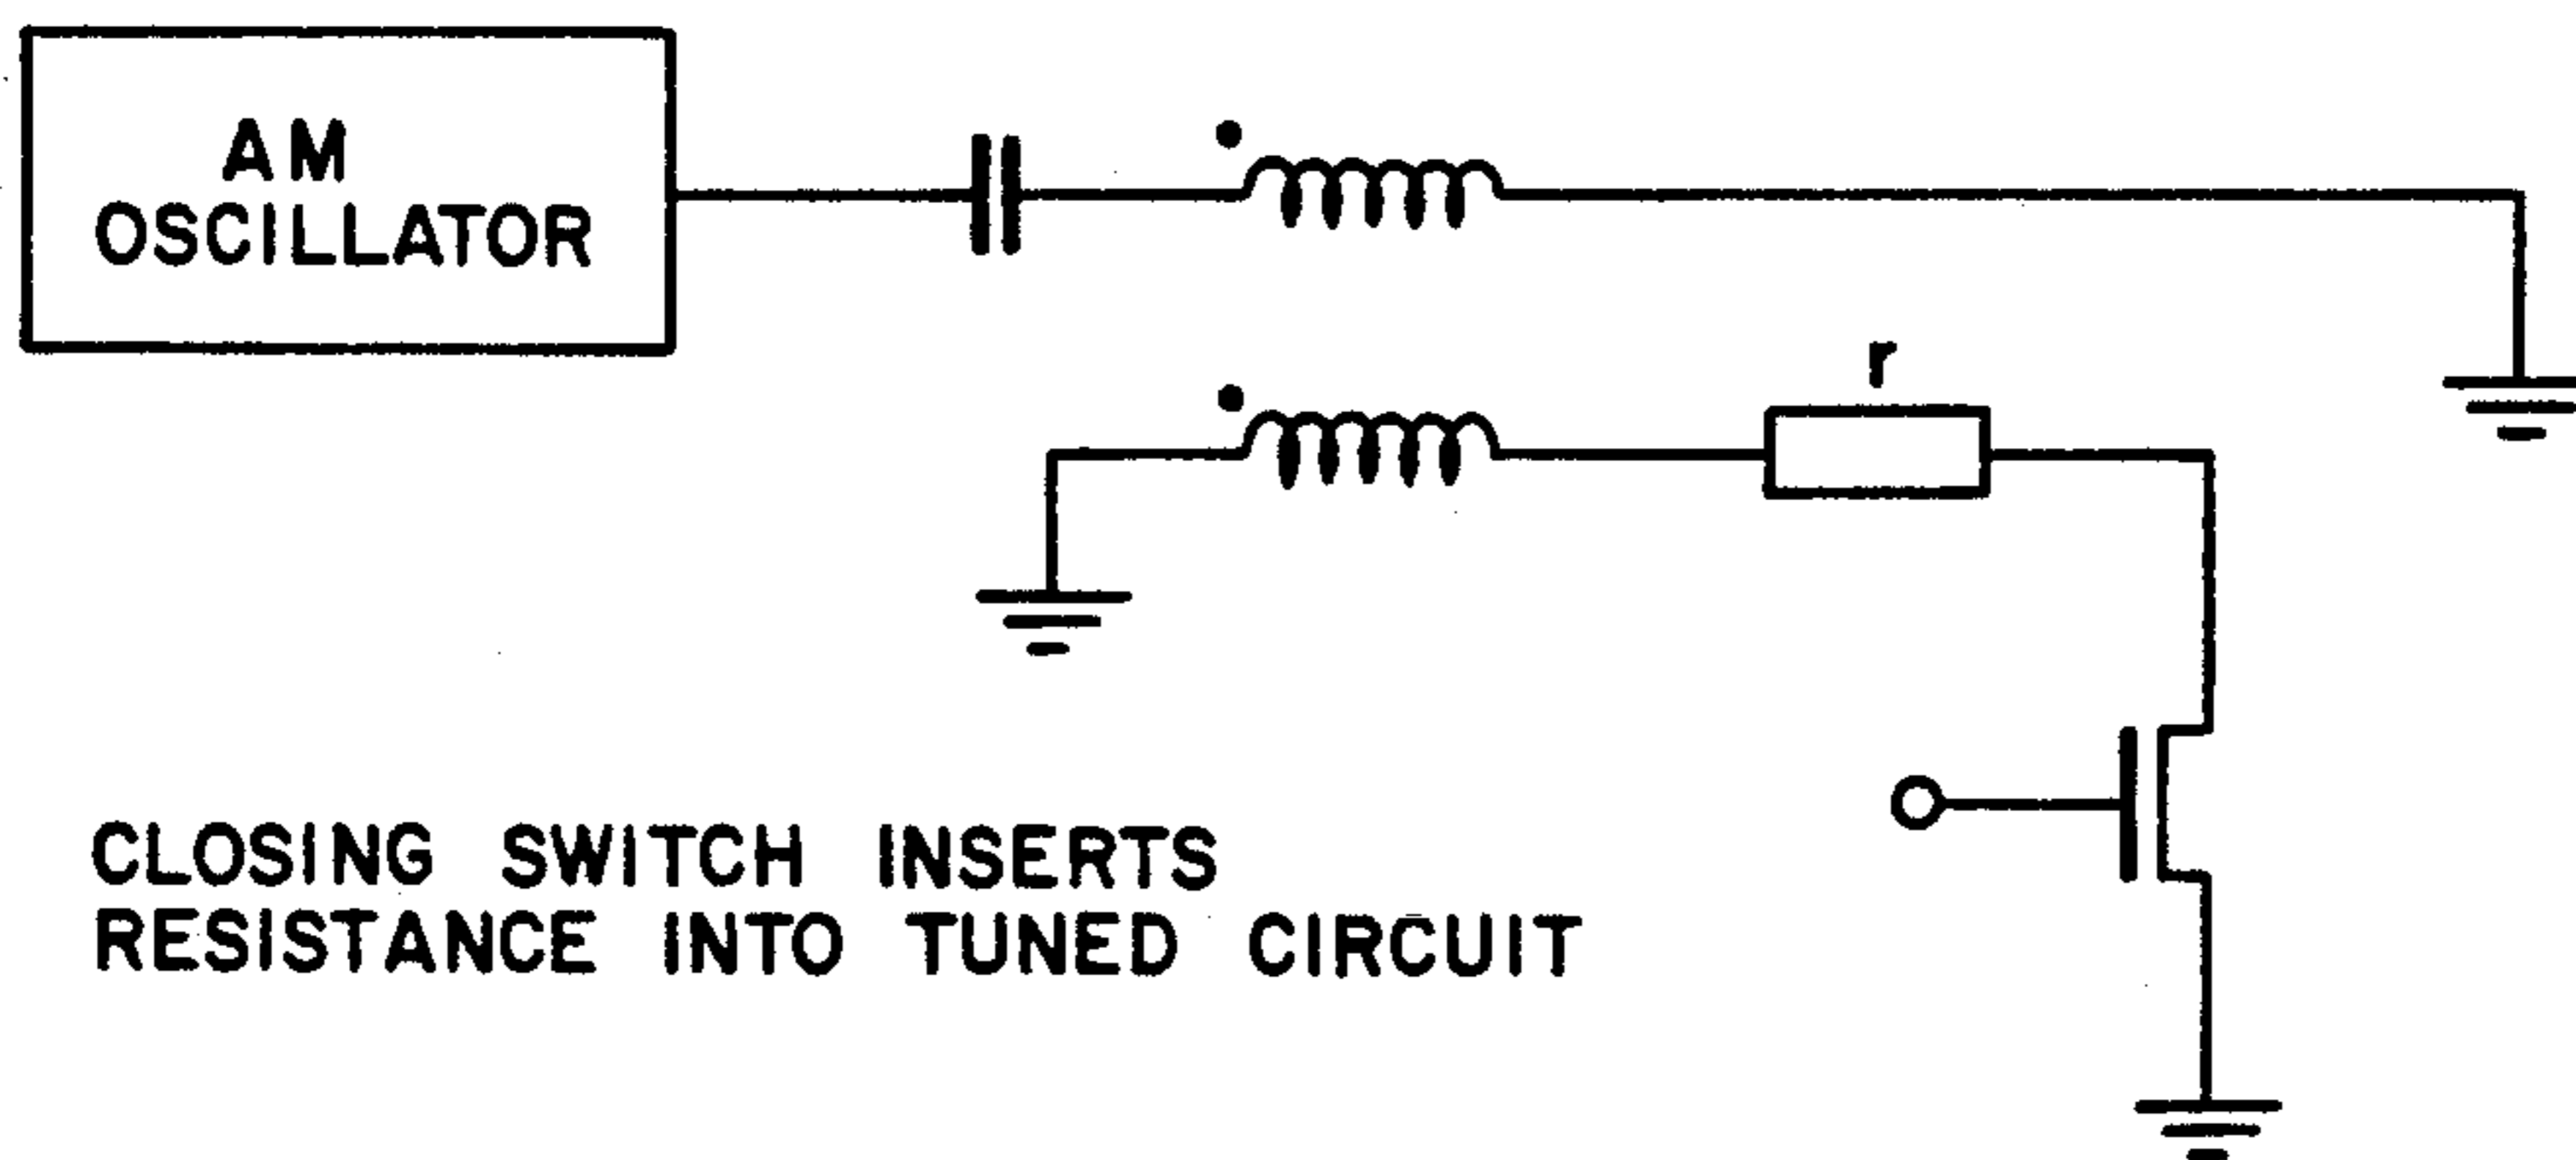 AM
OSCILLATOR
r
CLOSING SWITCH INSERTS
RESISTANCE INTO TUNED CIRCUIT